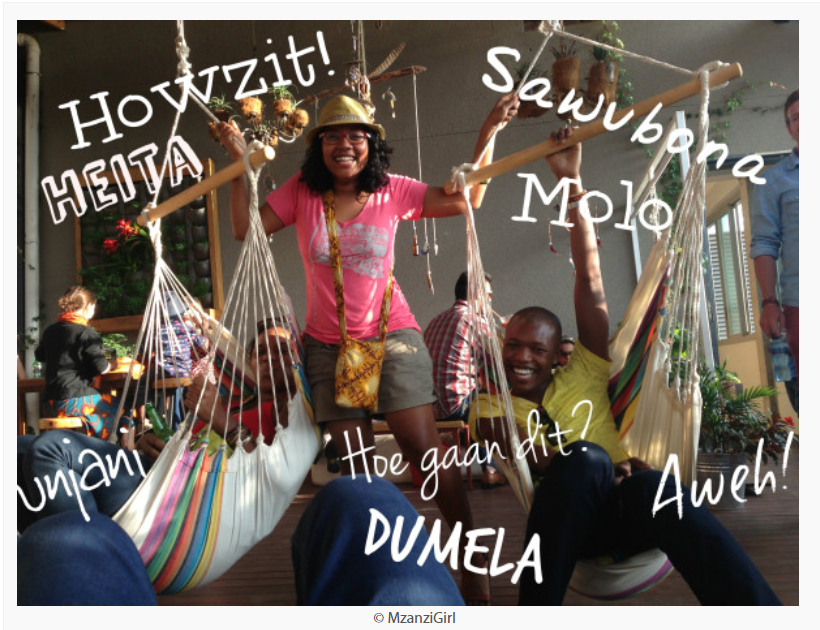 Howzit!
Sawubona
HEITA
Molo
unjani
Hoe gaan dit?
Aweh!
DUMELA
© MzanziGirl